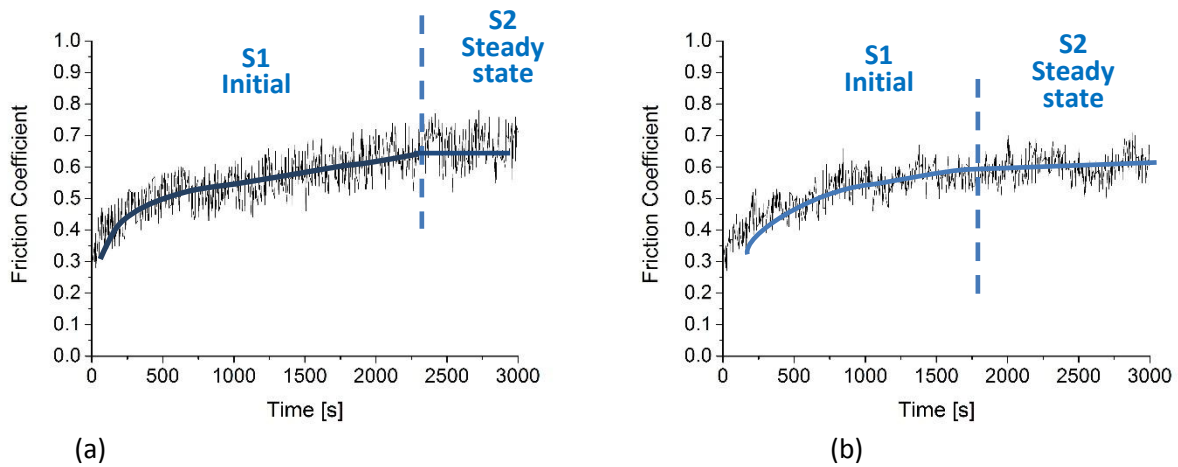 S1
Initial
S2
Steady
state
1.0
0.9
0.8
0.7
0.6
0.5
0.4
0.3
0.2
0.1
0.0
Friction Coefficient
0 500 1000 1500 2000 2500 3000
Time [s]
(a)
S1
Initial
S2
Steady
state
1.0
0.9
0.8
0.7
0.6
0.5
0.4
0.3
0.2
0.1
0.0
Friction Coefficient
0 500 1000 1500 2000 2500 3000
Time [s]
(b)